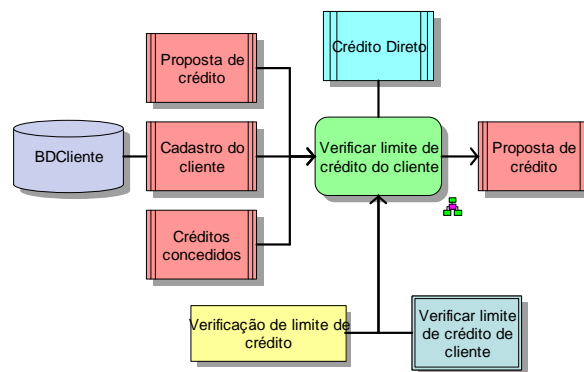 Proposta de
crédito
Crédito Direto
BDCliente
Cadastro do
cliente
Verificar limite de
crédito do cliente
Proposta de
crédito
Créditos
concedidos
Verificação de limite de
crédito
Verificar limite
de crédito de
cliente